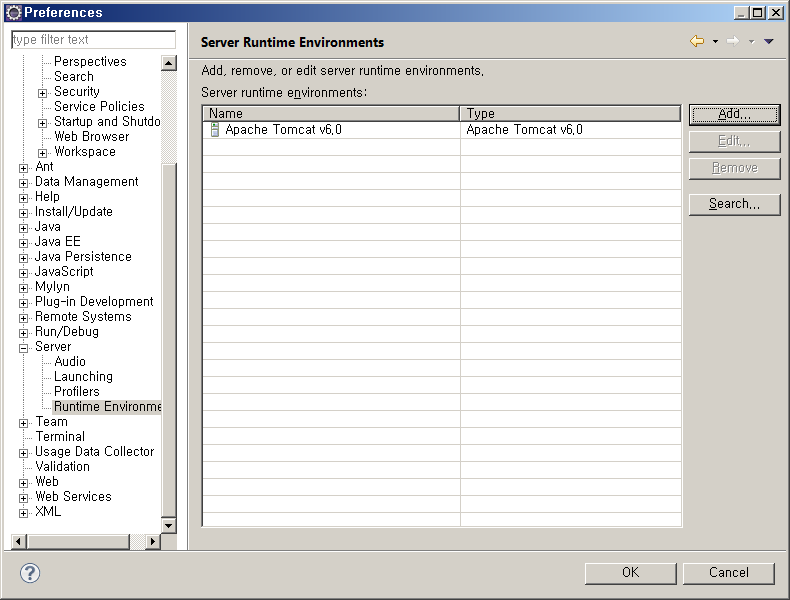 Preferences
type filter text
Perspectives
Search
Security
Service Policies
Startup and Shutdo
Web Browser
Workspace
Ant
Data Management
Help
Install/Update
Java
Java EE
Java Persistence
JavaScript
Mylyn
Plug-in Development
Remote Systems
Run/Debug
Server
Audio
Launching
Profilers
Runtime Environme
Team
Terminal
Usage Data Collector
Validation
Web
Web Services
XML
Server Runtime Environments
Add, remove, or edit server runtime environments.
Server runtime environments:
Name Type
Apache Tomcat v6.0 Apache Tomcat v6.0
Add...
Edit...
Remove
Search...
?
OK Cancel